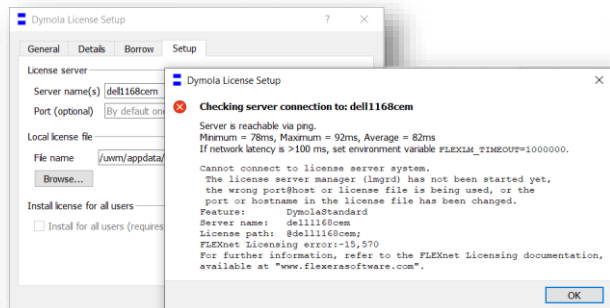 Dymola License Setup
General Details Borrow Setup
License server
Server name(s) dell1168cem
Port (optional) By default one
Local license file
File name /uwm/appdata/
Browse...
Install license for all users
Install for all users (requires
Dymola License Setup
Checking server connection to: dell1168cem
Server is reachable via ping.
Minimum = 78ms, Maximum = 92ms, Average = 82ms
If network latency is >100 ms, set environment variable FLEXLM_TIMEOUT=1000000.
Cannot connect to license server system.
The license server manager (lmgrd) has not been started yet,
the wrong port@host or license file is being used, or the
port or hostname in the license file has been changed.
Feature: DymolaStandard
Server name: dell1168cem
License path: @dell1168cem;
FLEXnet Licensing error:-15,570
For further information, refer to the FLEXnet Licensing documentation,
available at "www.flexerasoftware.com".
OK